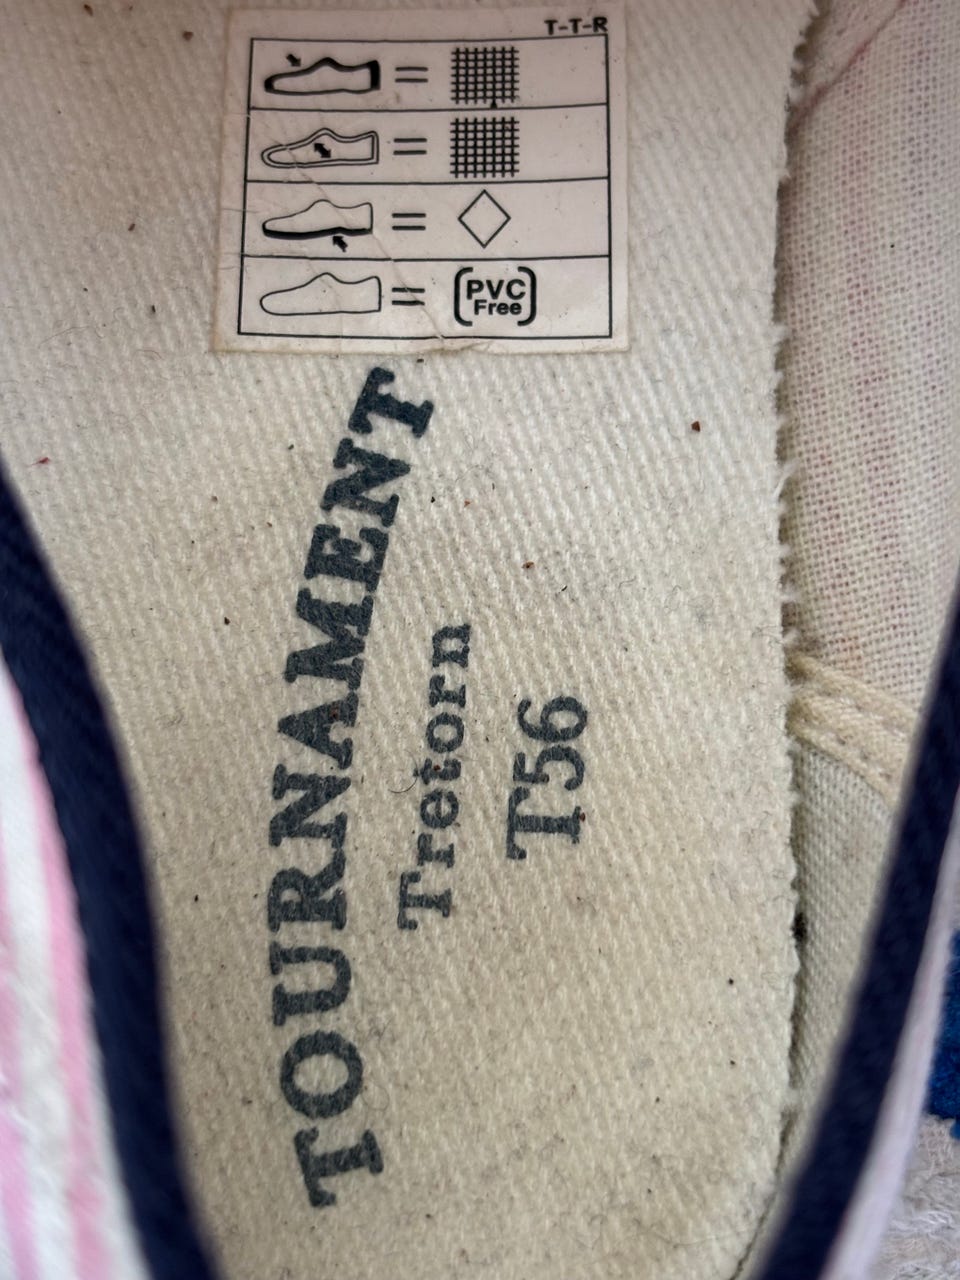 T-T-R
=
=
=
= PVC
Free
TOURNAMENT
Tretorn
T56